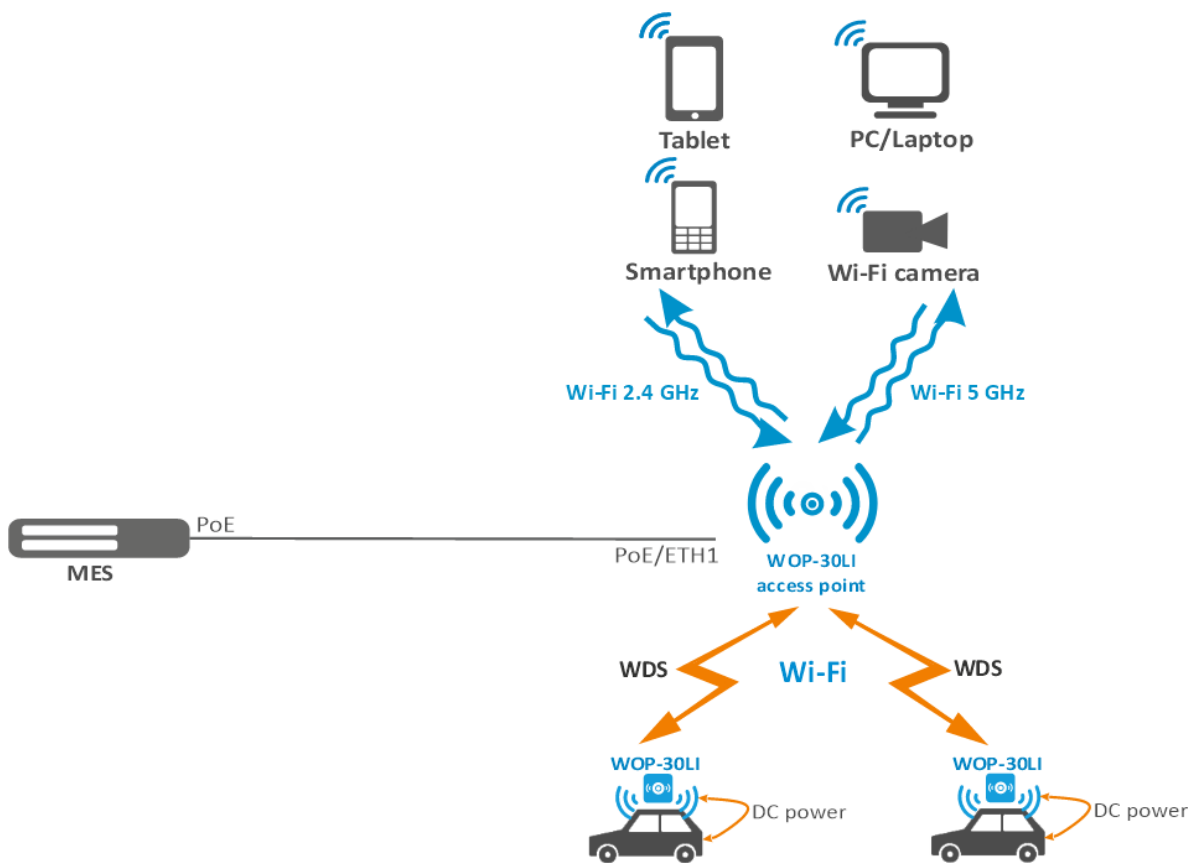 Tablet
PC/Laptop
Smartphone
Wi-Fi camera
Wi-Fi 2.4 GHz
Wi-Fi 5 GHz
PoE
PoE/ETH1
MES
WOP-30LI
access point
WDS
Wi-Fi
WDS
WOP-30LI
WOP-30LI
DC power
DC power